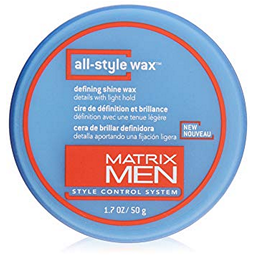 all-style wax™
defining shine wax
details with light hold
cire de définition et brillance
définition avec une tenue légère
cera de brillar definidora
detalla aportando una fijación ligera
NEW
NOUVEAU
MATRIX
MEN
STYLE CONTROL SYSTEM
1.7 OZ/50 g